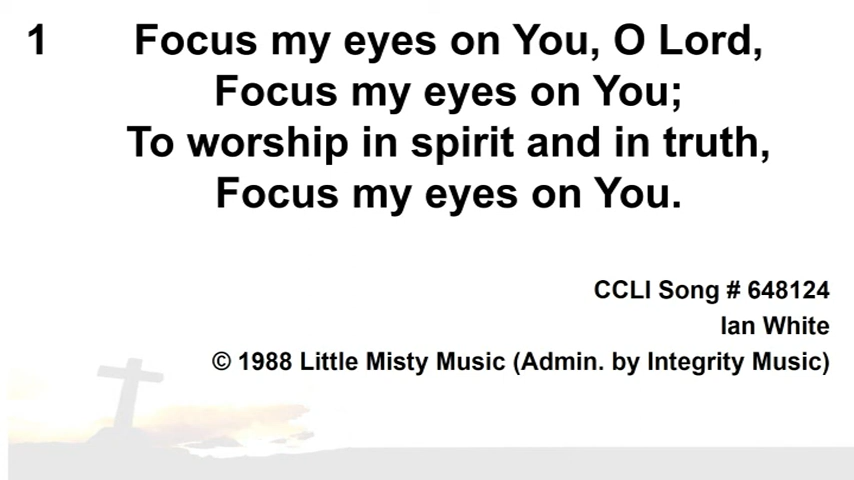 1 Focus my eyes on You, O Lord,
Focus my eyes on You;
To worship in spirit and in truth,
Focus my eyes on You.
CCLI Song # 648124
Ian White
© 1988 Little Misty Music (Admin. by Integrity Music)